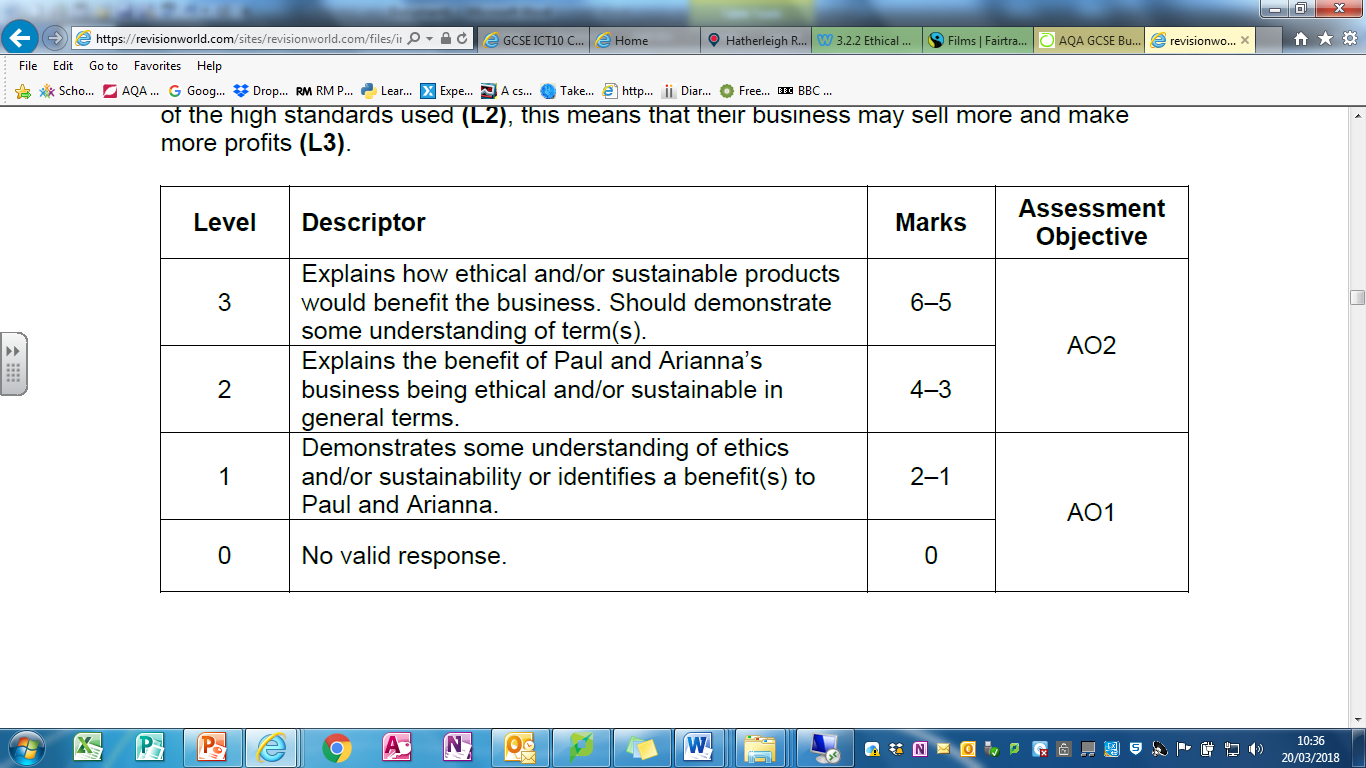 https://revisionworld.com/sites/revisionworld.com/files/ir
GCSE ICT10 C...
Home
Hatherleigh R...
3.2.2 Ethical ...
Films | Fairtra...
AQA GCSE Bu...
revisionwo...
File Edit Go to Favorites Help
Scho... AQA ... Goog... Drop... RM P... Lear... Expe... A cs... Take... http... Diar... Free... BBC ...
of the high standards used (L2), this means that their business may sell more and make
more profits (L3).
Level Descriptor Marks Assessment Objective
3
Explains how ethical and/or sustainable products
would benefit the business. Should demonstrate
some understanding of term(s).
6–5
AO2
2
Explains the benefit of Paul and Arianna's
business being ethical and/or sustainable in
general terms.
4–3
1
Demonstrates some understanding of ethics
and/or sustainability or identifies a benefit(s) to
Paul and Arianna.
2–1
AO1
0
No valid response.
0
10:36
20/03/2018